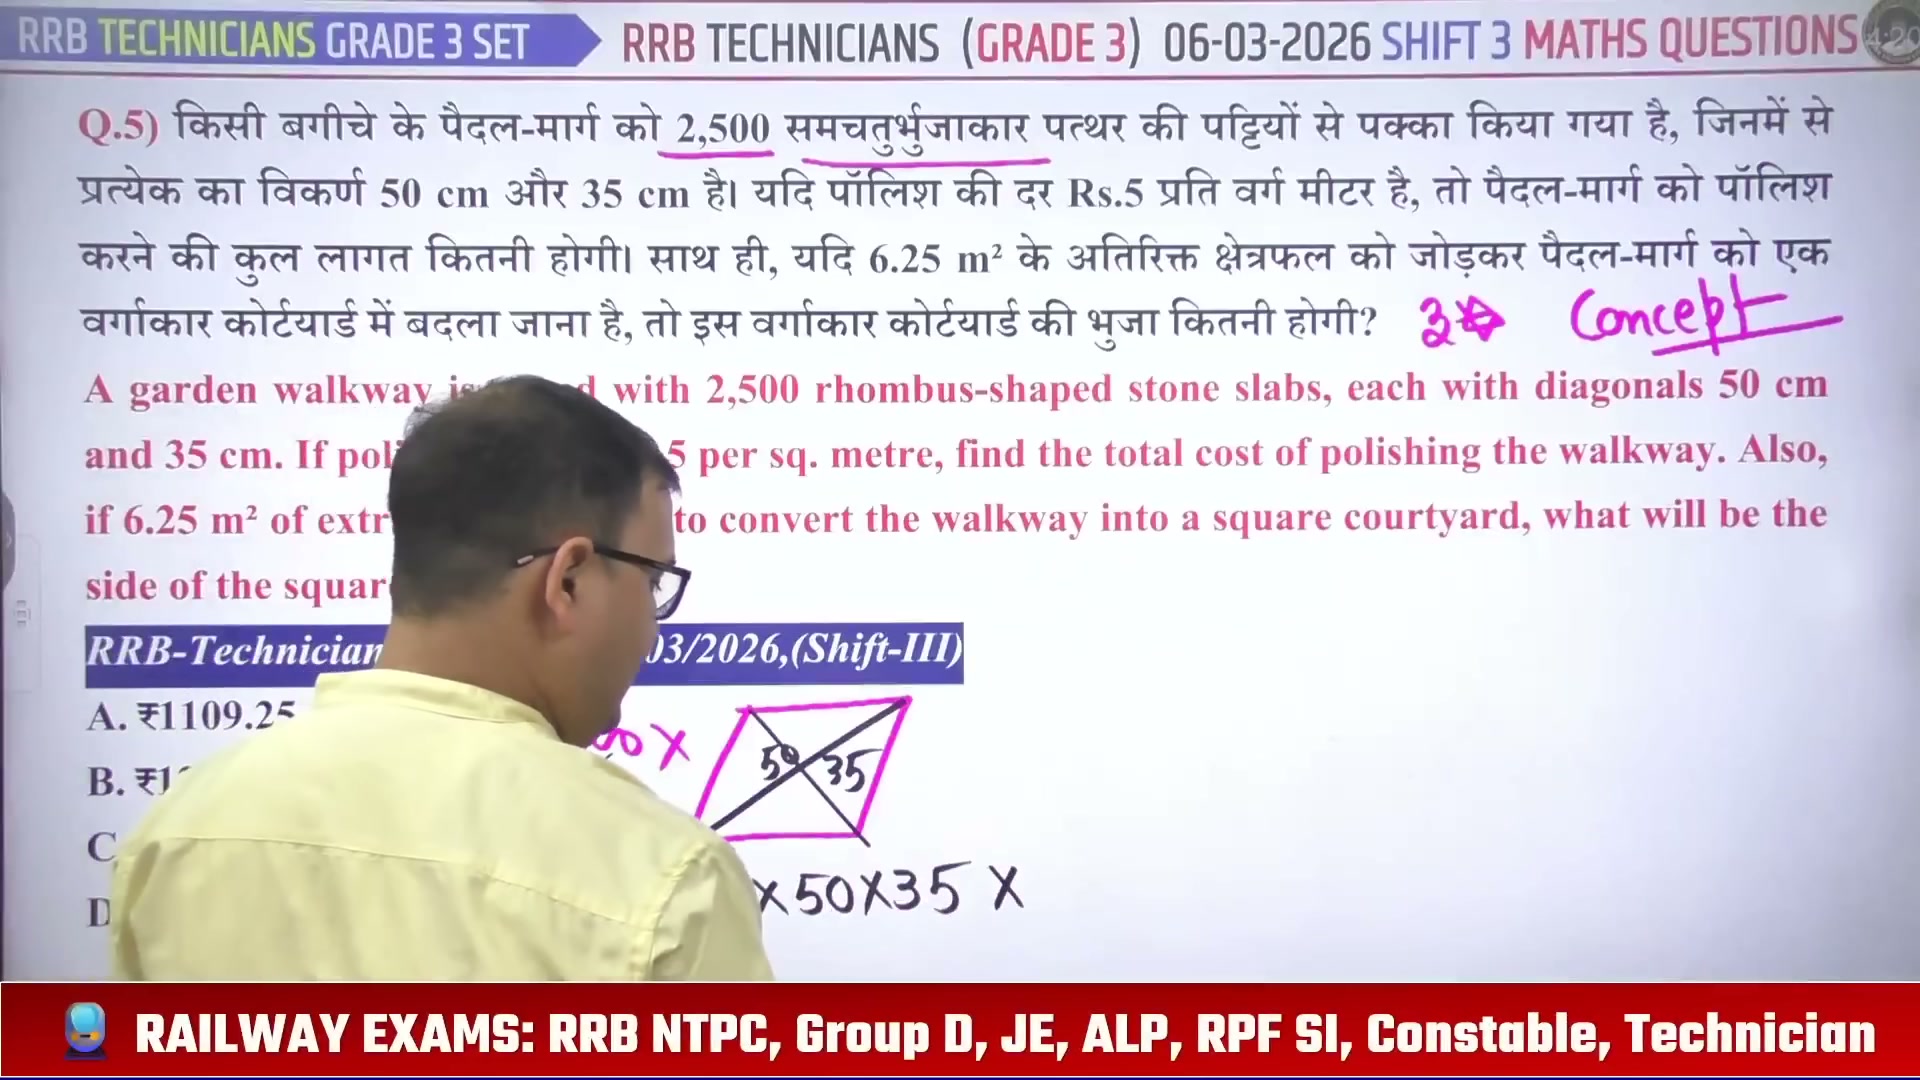 RRB TECHNICIANS GRADE 3 SET
RRB TECHNICIANS (GRADE 3) 06-03-2026 SHIFT 3 MATHS QUESTIONS
Q.5) किसी बगीचे के पैदल-मार्ग को 2,500 समचतुर्भुजाकार पत्थर की पट्टियों से पक्का किया गया है, जिनमें से
प्रत्येक का विकर्ण 50 cm और 35 cm है। यदि पॉलिश की दर Rs.5 प्रति वर्ग मीटर है, तो पैदल-मार्ग को पॉलिश
करने की कुल लागत कितनी होगी। साथ ही, यदि 6.25 m² के अतिरिक्त क्षेत्रफल को जोड़कर पैदल-मार्ग को एक
वर्गाकार कोर्टयार्ड में बदला जाना है, तो इस वर्गाकार कोर्टयार्ड की भुजा कितनी होगी? Concept
A garden walkway with 2,500 rhombus-shaped stone slabs, each with diagonals 50 cm
and 35 cm. If 5 per sq. metre, find the total cost of polishing the walkway. Also,
if 6.25 m² of to convert the walkway into a square courtyard, what will be the
side of the
RRB-Technician 03/2026,(Shift-III)
A. ₹1109.25
X 50 35
B. ₹1
C
X50X35 X
D
RAILWAY EXAMS: RRB NTPC, Group D, JE, ALP, RPF SI, Constable, Technician